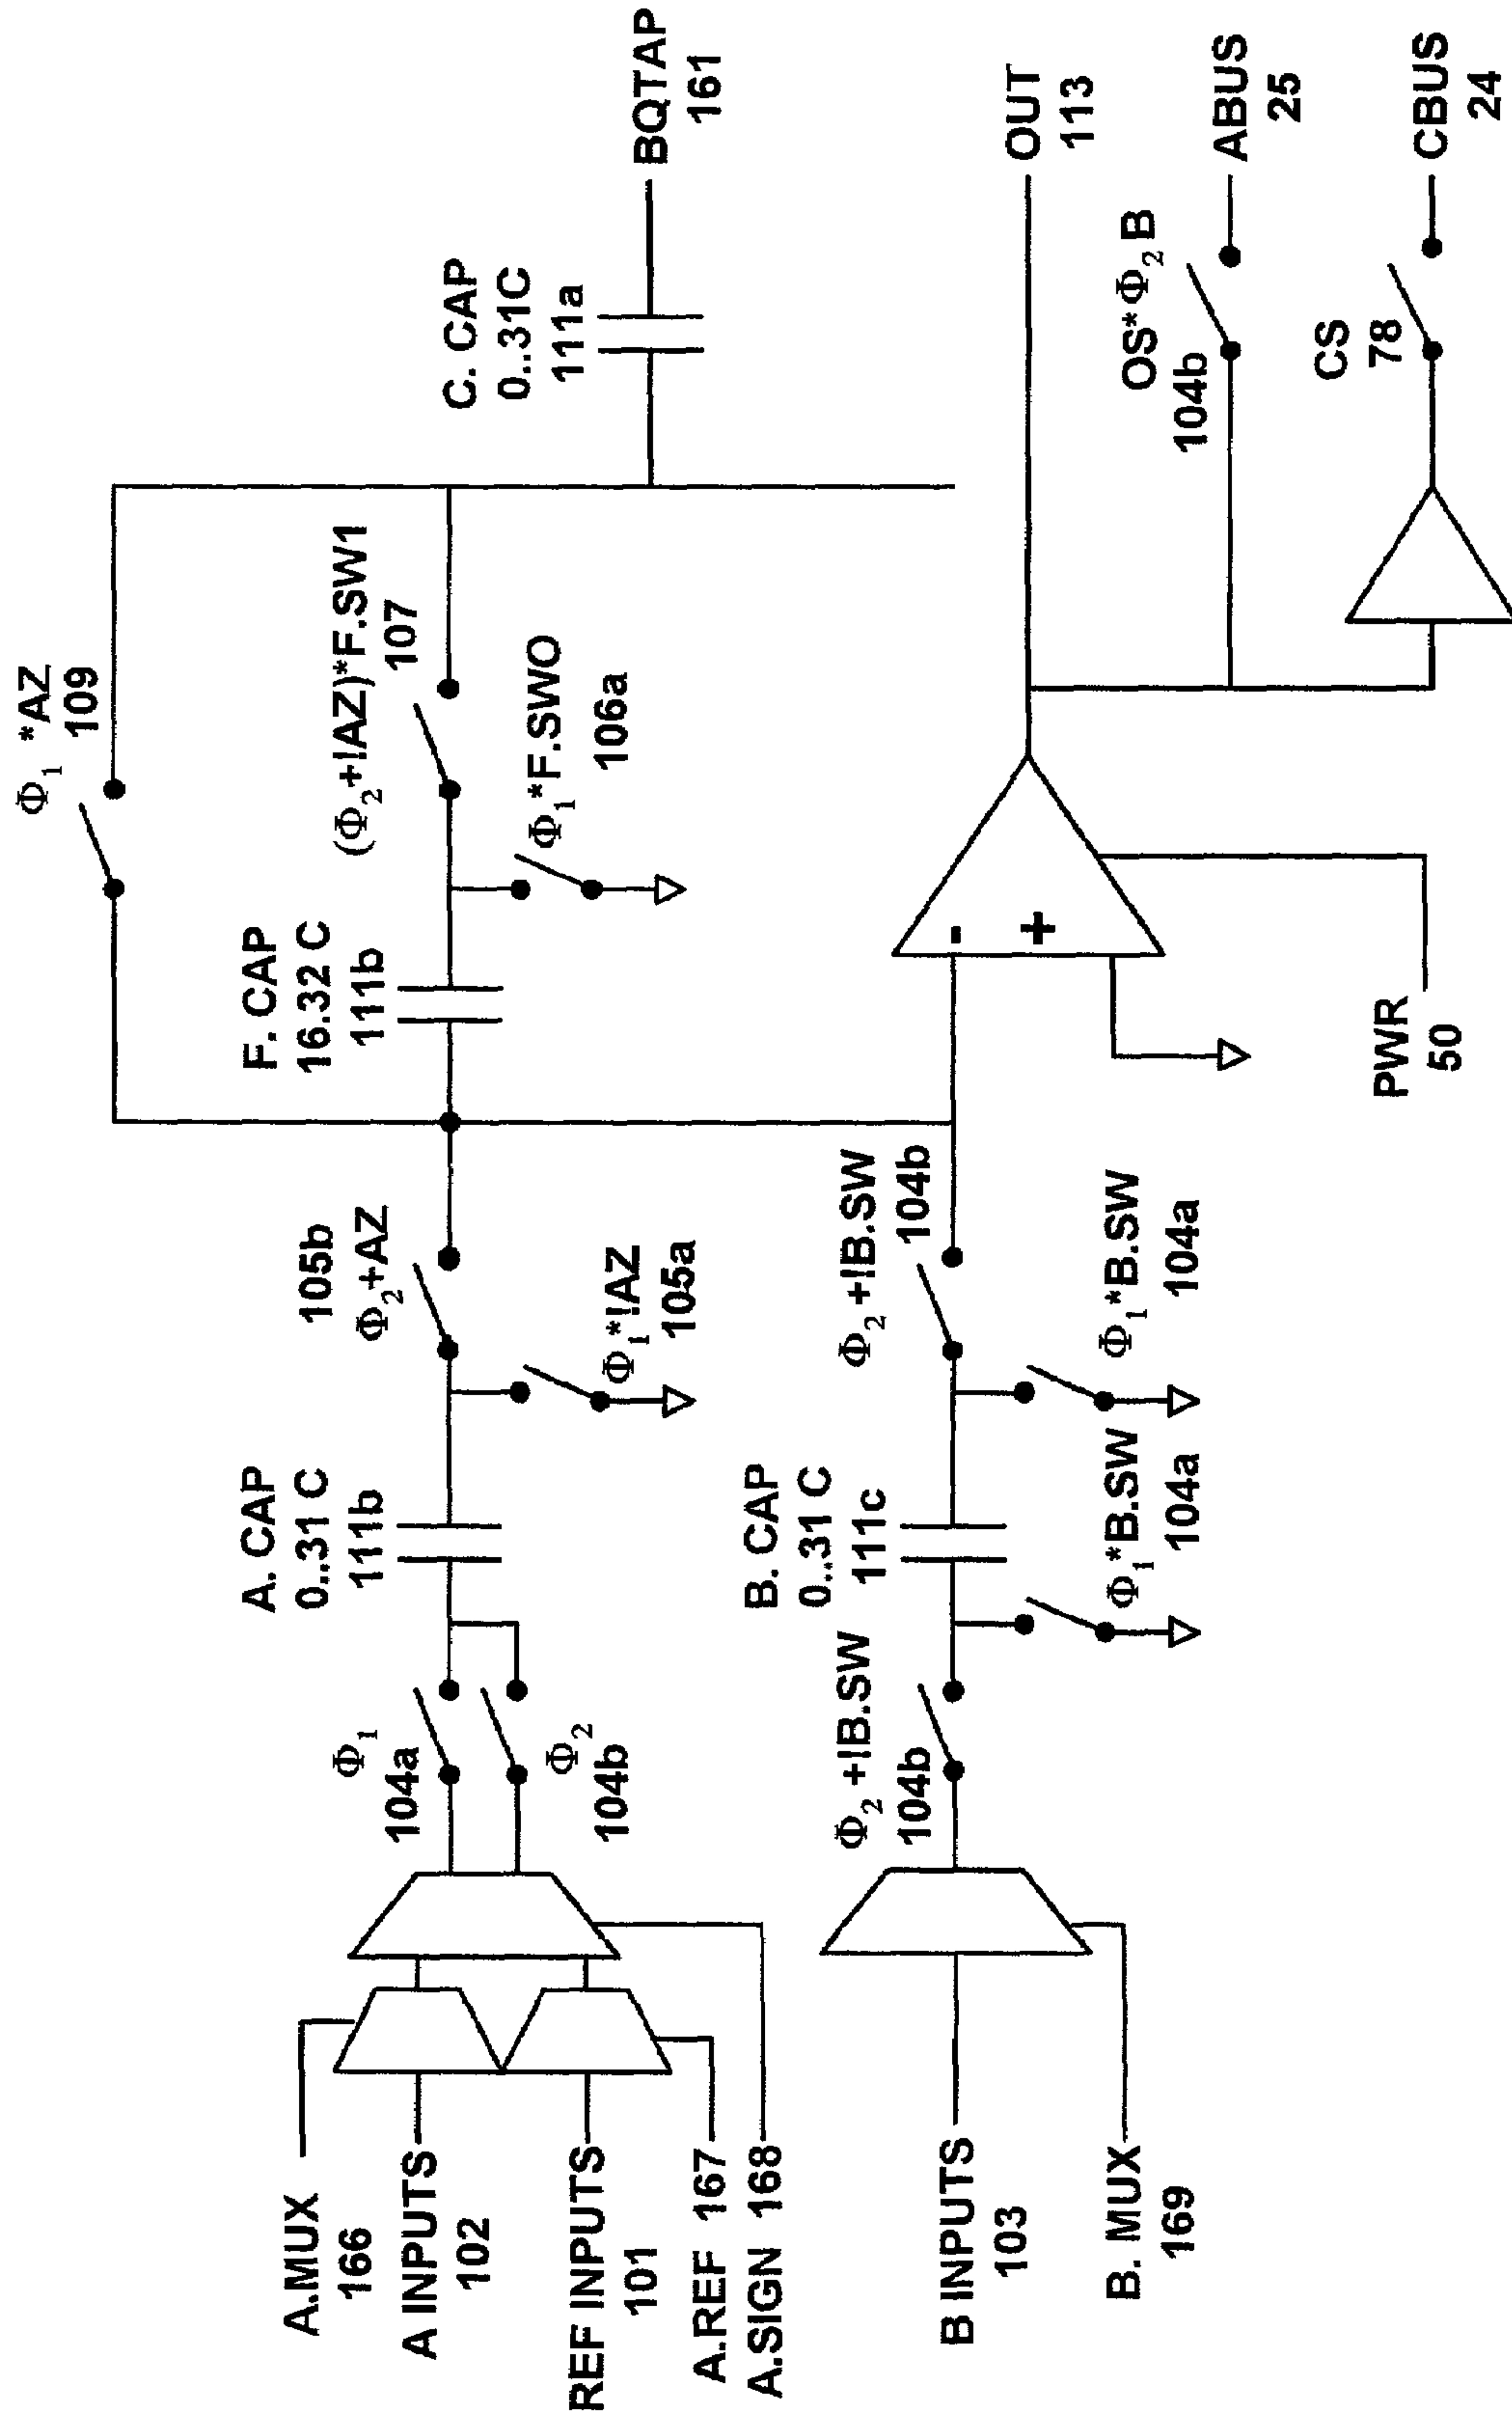 Φ1 *AZ
109
BQTAP
161
C. CAP
0..31C
111a
(Φ2+!AZ)*F.SW1
107
F. CAP
16.32 C
111b
Φ1*F.SWO
106a
105b
Φ2+AZ
Φ1*!AZ
105a
A. CAP
0..31 C
111b
Φ1
104a
Φ2
104b
A.MUX
166
A INPUTS
102
REF INPUTS
101
A.REF 167
A.SIGN 168
B. CAP
0..31 C
111c
Φ2+!B.SW
104b
Φ1*B.SW
104a
Φ1*B.SW
104a
Φ2+!B.SW
104b
B INPUTS
103
B. MUX
169
-
+
PWR
50
OUT
113
OS*Φ2B
104b
ABUS
25
CS
78
CBUS
24